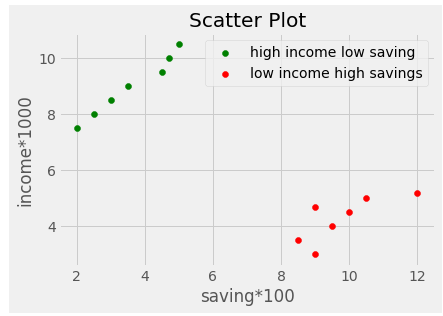 Scatter Plot
high income low saving
low income high savings
income*1000
10
8
6
4
2 4 6 8 10 12
saving*100